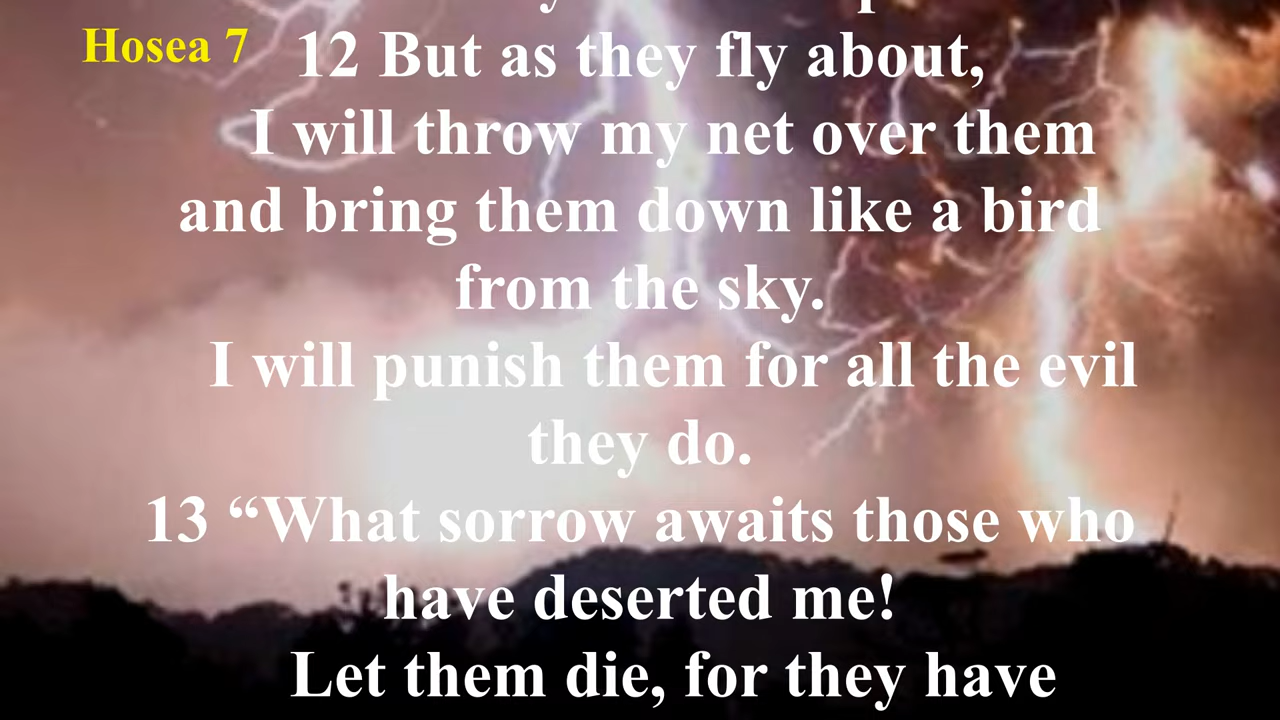 Hosea 7
12 But as they fly about,
I will throw my net over them
and bring them down like a bird
from the sky.
I will punish them for all the evil
they do.
13 “What sorrow awaits those who
have deserted me!
Let them die, for they have